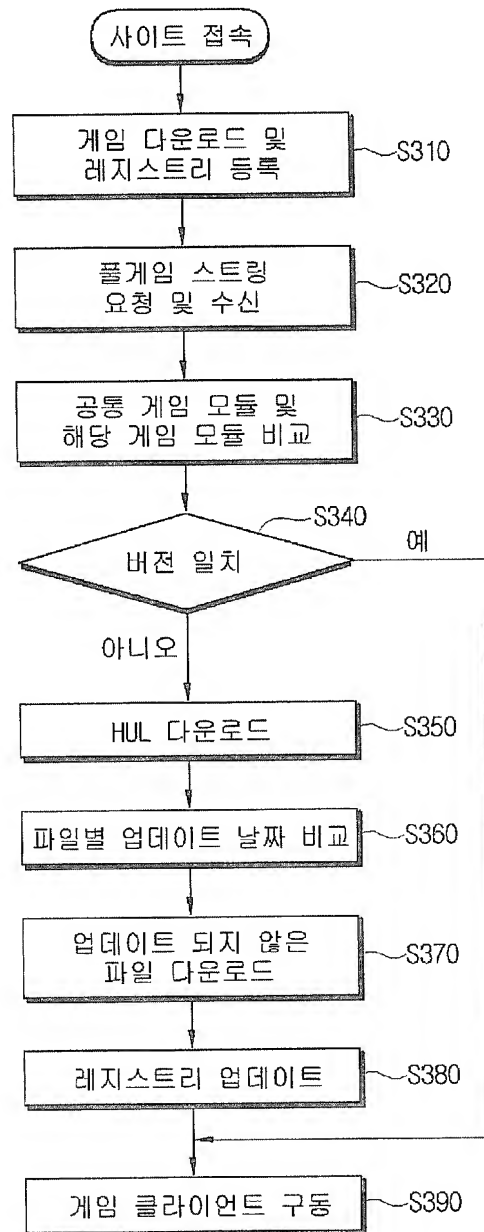 사이트 접속
게임 다운로드 및
레지스트리 등록
S310
풀게임 스트링
요청 및 수신
S320
공통 게임 모듈 및
해당 게임 모듈 비교
S330
S340
버전 일치
예
아니오
HUL 다운로드
S350
파일별 업데이트 날짜 비교
S360
업데이트 되지 않은
파일 다운로드
S370
레지스트리 업데이트
S380
게임 클라이언트 구동
S390